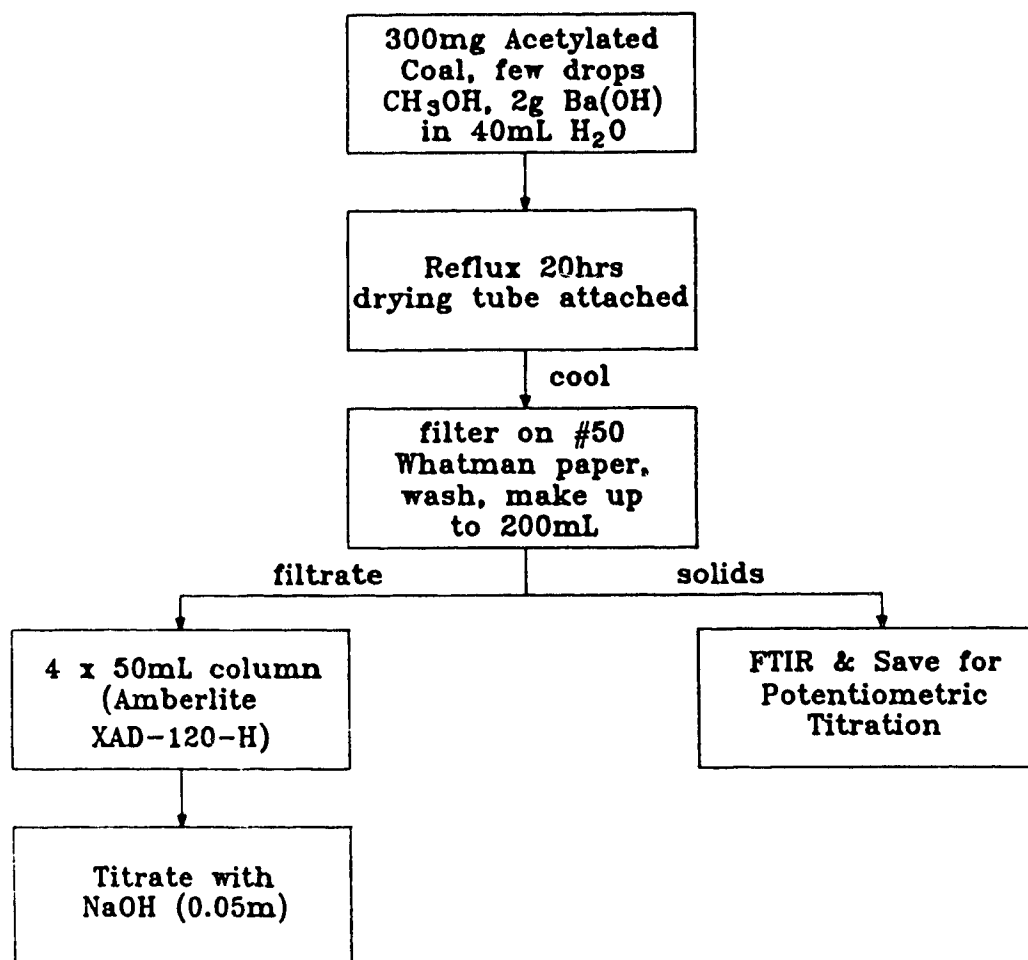 300mg Acetylated
Coal, few drops
CH₃OH, 2g Ba(OH)
in 40mL H₂O
Reflux 20hrs
drying tube attached
cool
filter on #50
Whatman paper,
wash, make up
to 200mL
filtrate
solids
4 x 50mL column
(Amberlite
XAD-120-H)
FTIR & Save for
Potentiometric
Titration
Titrate with
NaOH (0.05m)